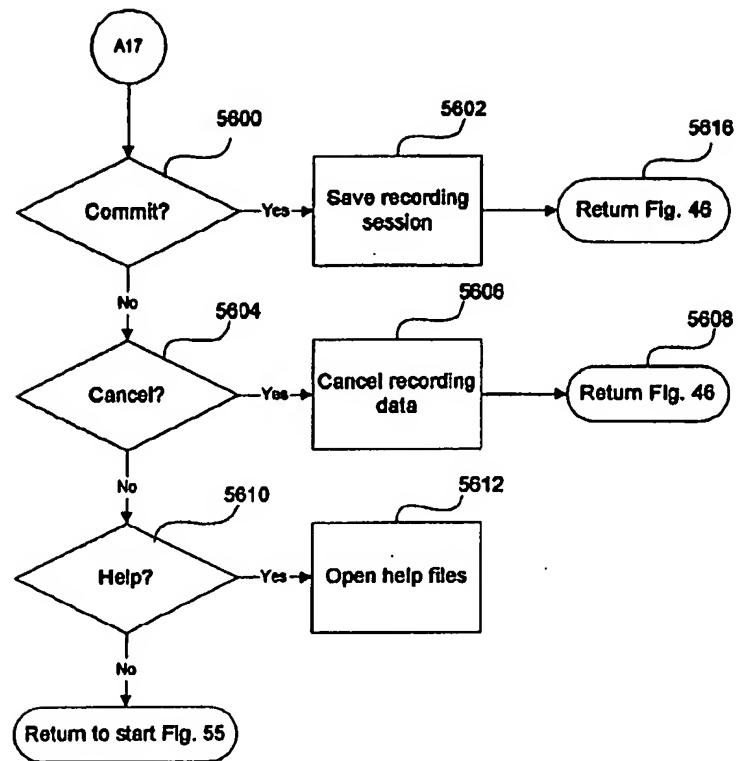 A17
5600
5602
5616
Commit?
Yes
Save recording
session
Return Fig. 46
No
5604
5606
5608
Cancel?
Yes
Cancel recording
data
Return Fig. 46
No
5610
5612
Help?
Yes
Open help files
No
Return to start Fig. 55